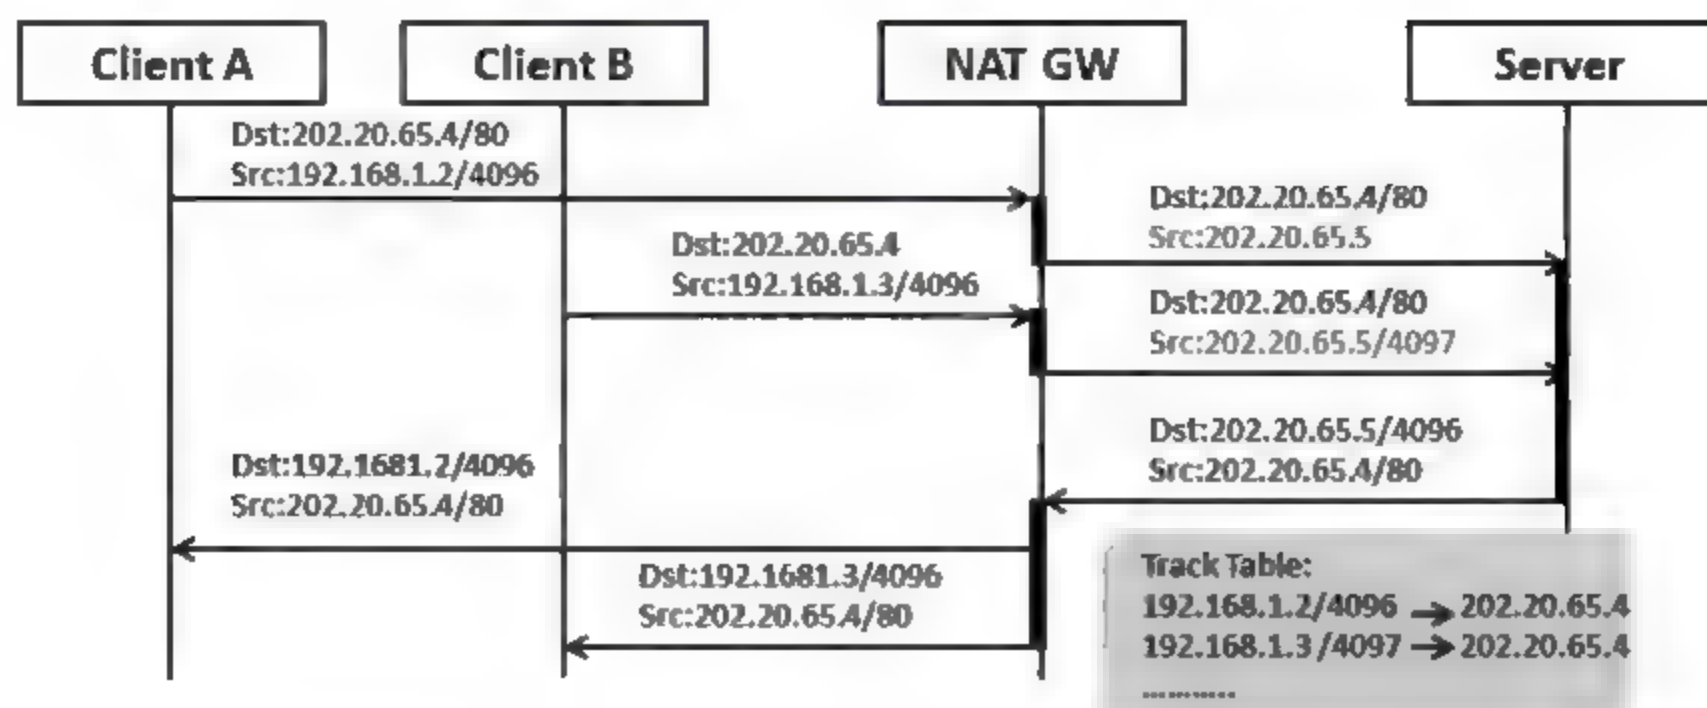 Client A
Client B
NAT GW
Server
Dst:202.20.65.4/80
Src:192.168.1.2/4096
Dst:202.20.65.4/80
Src:202.20.65.5
Dst:202.20.65.4
Src:192.168.1.3/4096
Dst:202.20.65.4/80
Src:202.20.65.5/4097
Dst:202.20.65.5/4096
Src:202.20.65.4/80
Dst:192.1681.2/4096
Src:202.20.65.4/80
Dst:192.1681.3/4096
Src:202.20.65.4/80
Track Table:
192.168.1.2/4096 → 202.20.65.4
192.168.1.3 /4097 → 202.20.65.4
...........